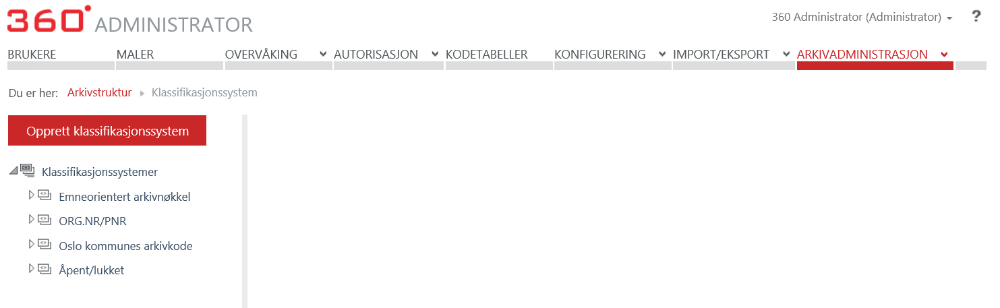 360° ADMINISTRATOR
360 Administrator (Administrator) ?
BRUKERE MALER OVERVÅKING AUTORISASJON KODETABELLER KONFIGURERING IMPORT/EKSPORT ARKIVADMINISTRASJON
Du er her: Arkivstruktur Klassifikasjonssystem
Opprett klassifikasjonssystem
Klassifikasjonssystemer
Emneorientert arkivnøkkel
ORG.NR/PNR
Oslo kommunes arkivkode
Åpent/lukket